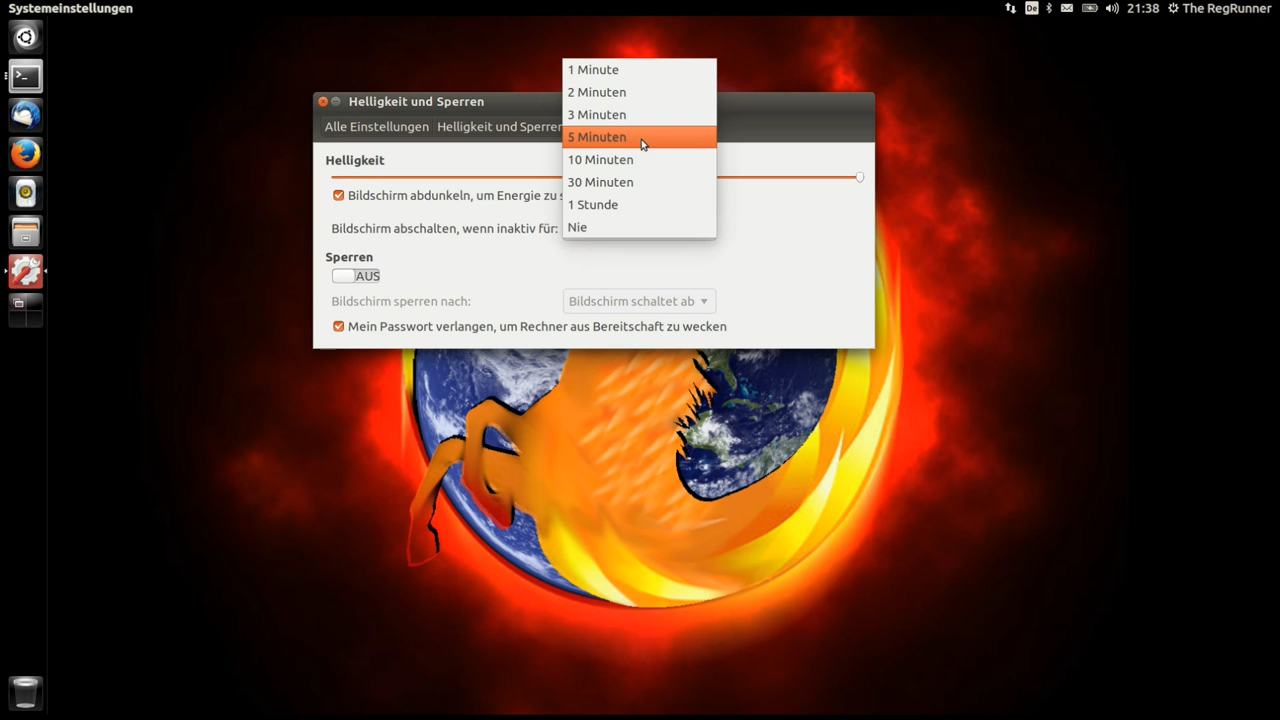 Systemeinstellungen
De
21:38
The RegRunner
Helligkeit und Sperren
Alle Einstellungen
Helligkeit und Sperren
1 Minute
2 Minuten
3 Minuten
5 Minuten
10 Minuten
30 Minuten
1 Stunde
Nie
Helligkeit
Bildschirm abdunkeln, um Energie zu
Bildschirm abschalten, wenn inaktiv für:
Sperren
AUS
Bildschirm sperren nach:
Bildschirm schaltet ab
Mein Passwort verlangen, um Rechner aus Bereitschaft zu wecken